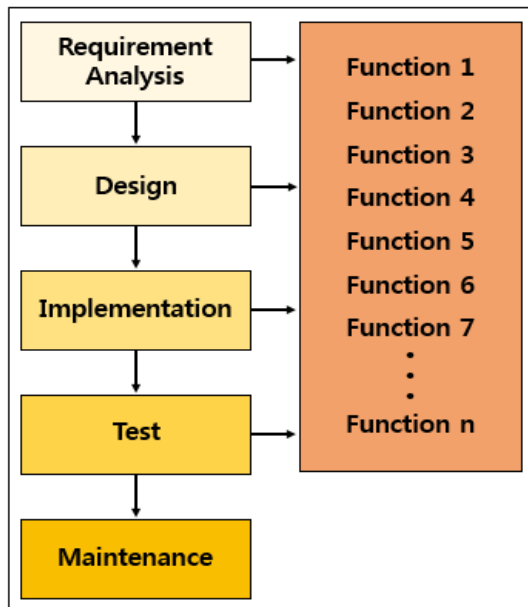 Requirement
Analysis
Design
Implementation
Test
Maintenance
Function 1
Function 2
Function 3
Function 4
Function 5
Function 6
Function 7
Function n